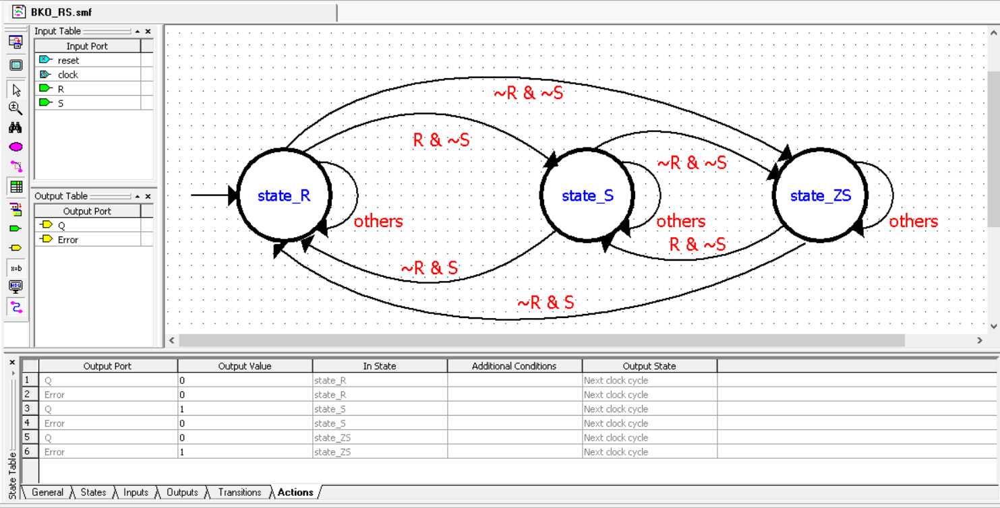 BKO_RS.smf
Input Table
Input Port
reset
clock
R
S
Output Table
Output Port
Q
Error
x=b
HDL
~R & ~S
R & ~S
~R & ~S
state_R
state_S
state_ZS
others
others
others
R & ~S
~R & S
~R & S
State Table
Output Port Output Value In State Additional Conditions Output State
1 Q 0 state_R Next clock cycle
2 Error 0 state_R Next clock cycle
3 Q 1 state_S Next clock cycle
4 Error 0 state_S Next clock cycle
5 Q 0 state_ZS Next clock cycle
6 Error 1 state_ZS Next clock cycle
General States Inputs Outputs Transitions Actions